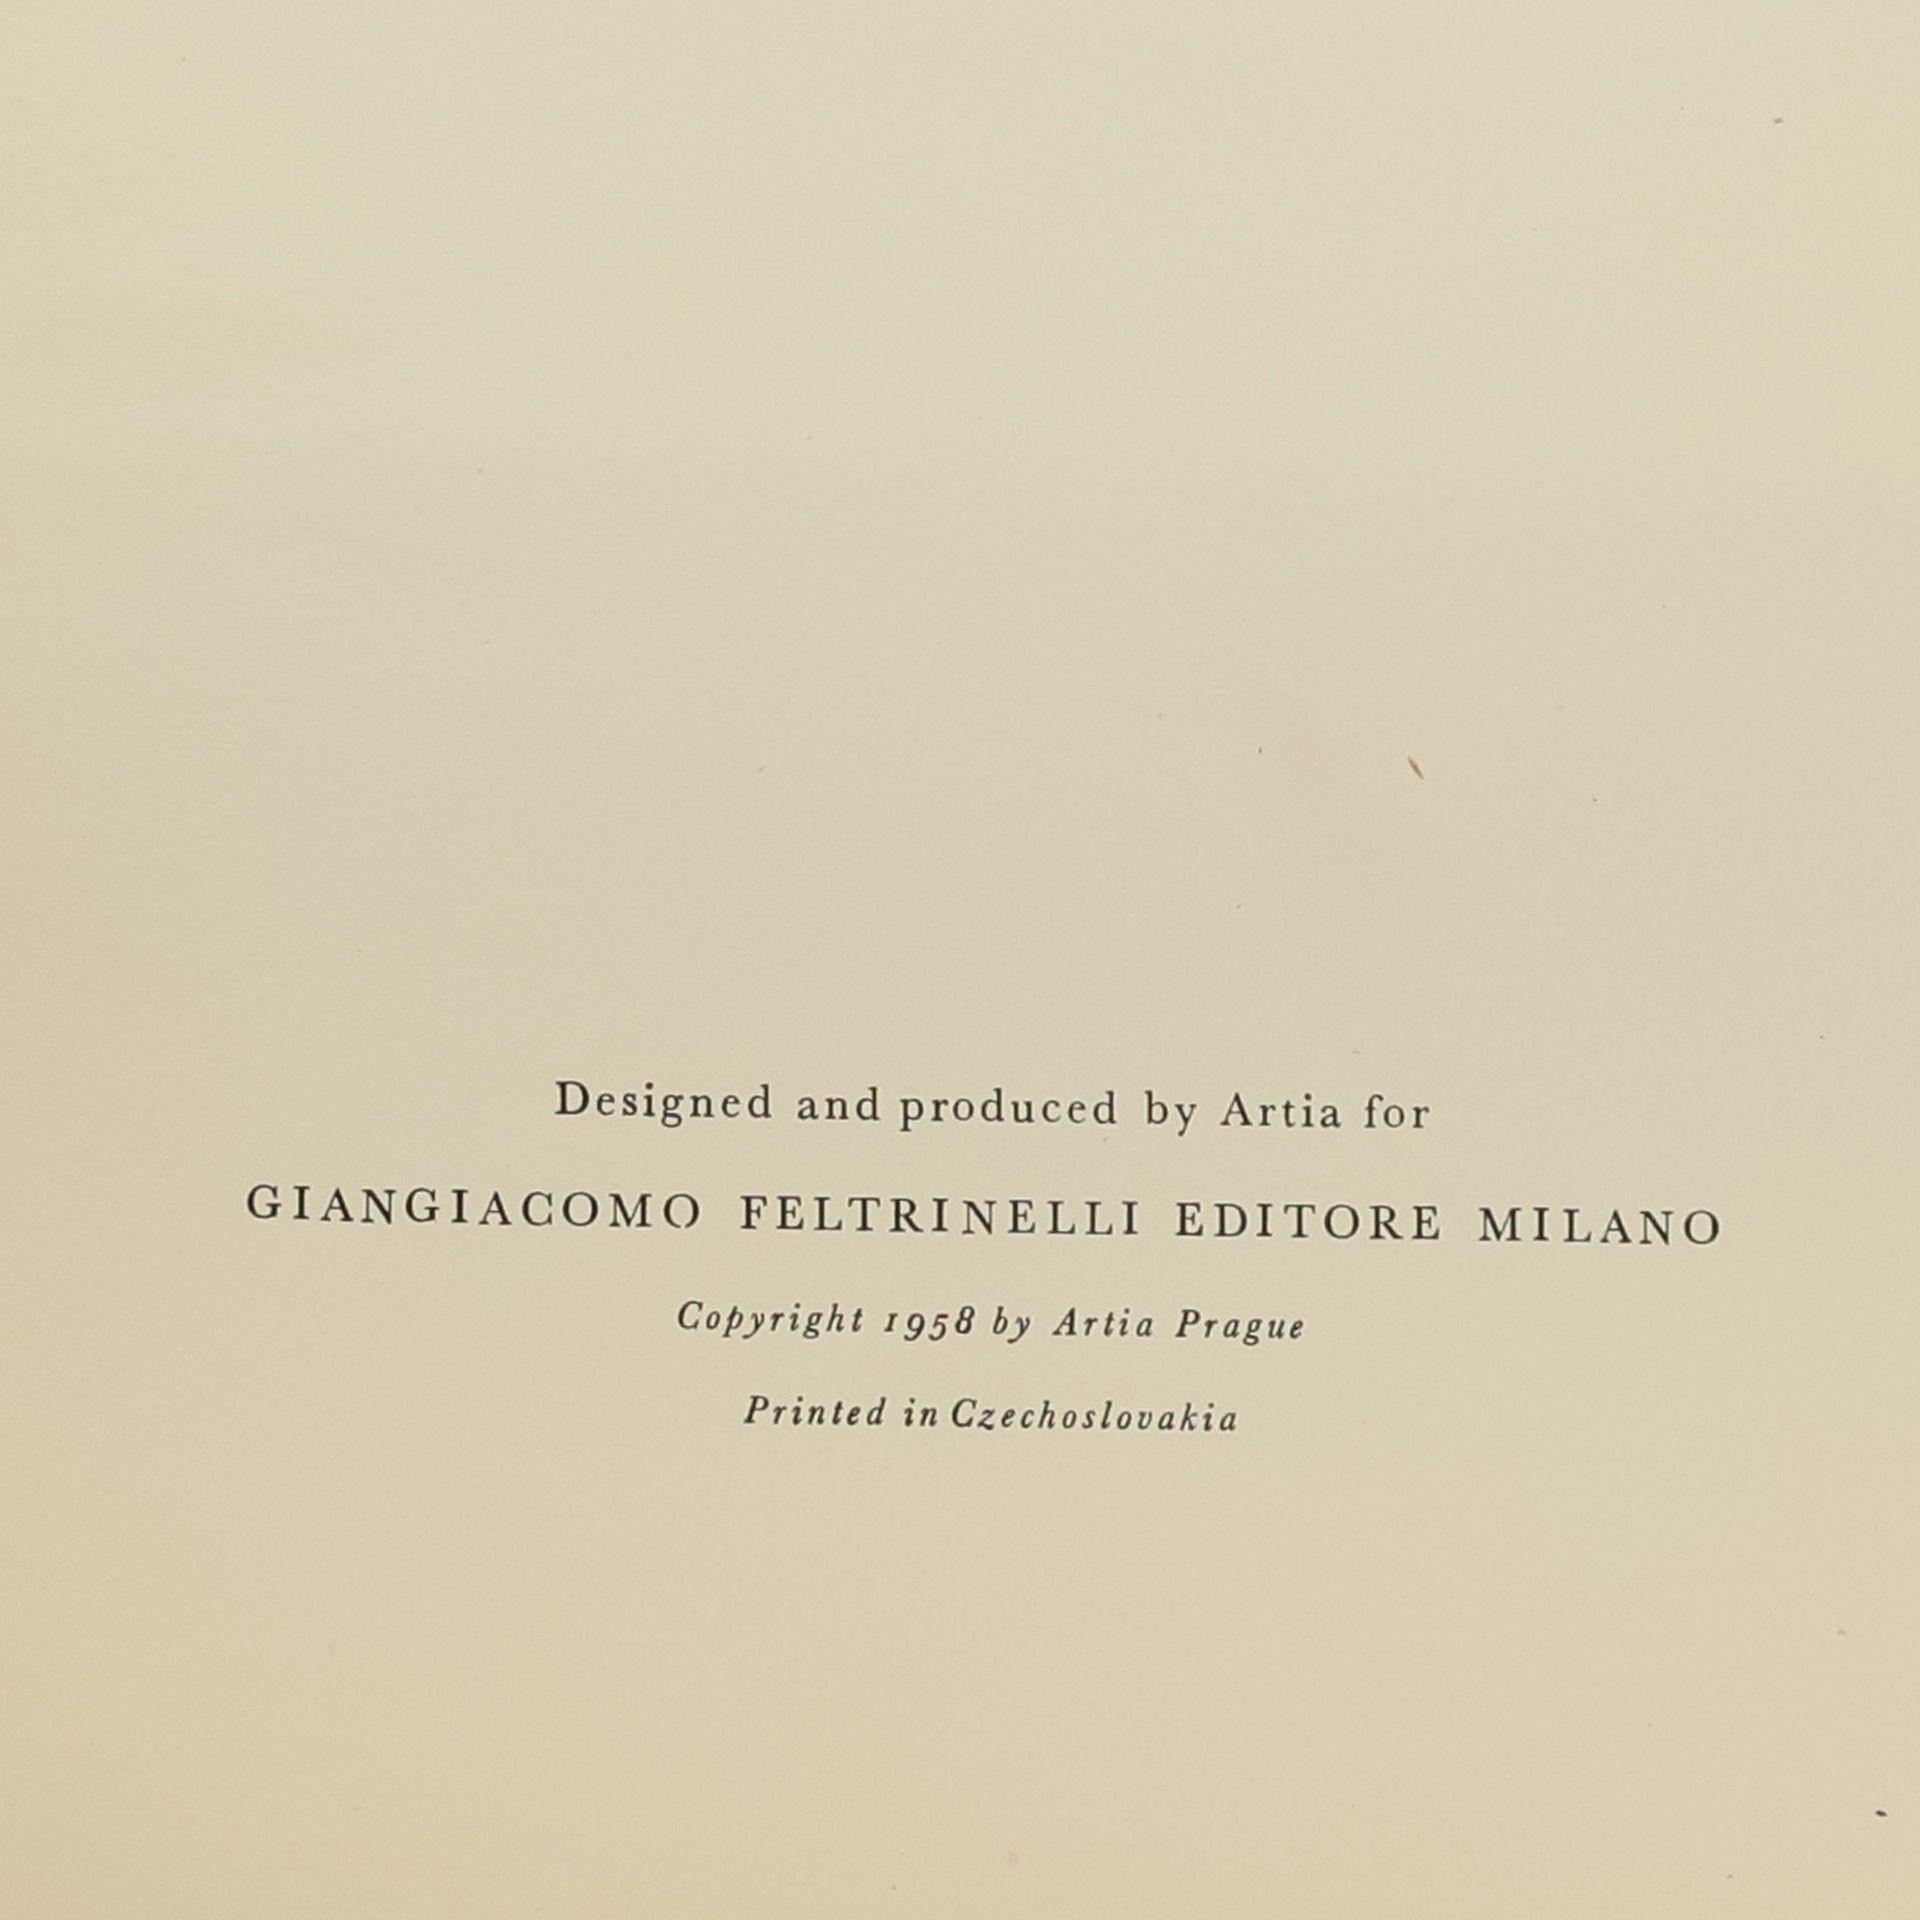 Designed and produced by Artia for
GIANGIACOMO FELTRINELLI EDITORE MILANO
Copyright 1958 by Artia Prague
Printed in Czechoslovakia